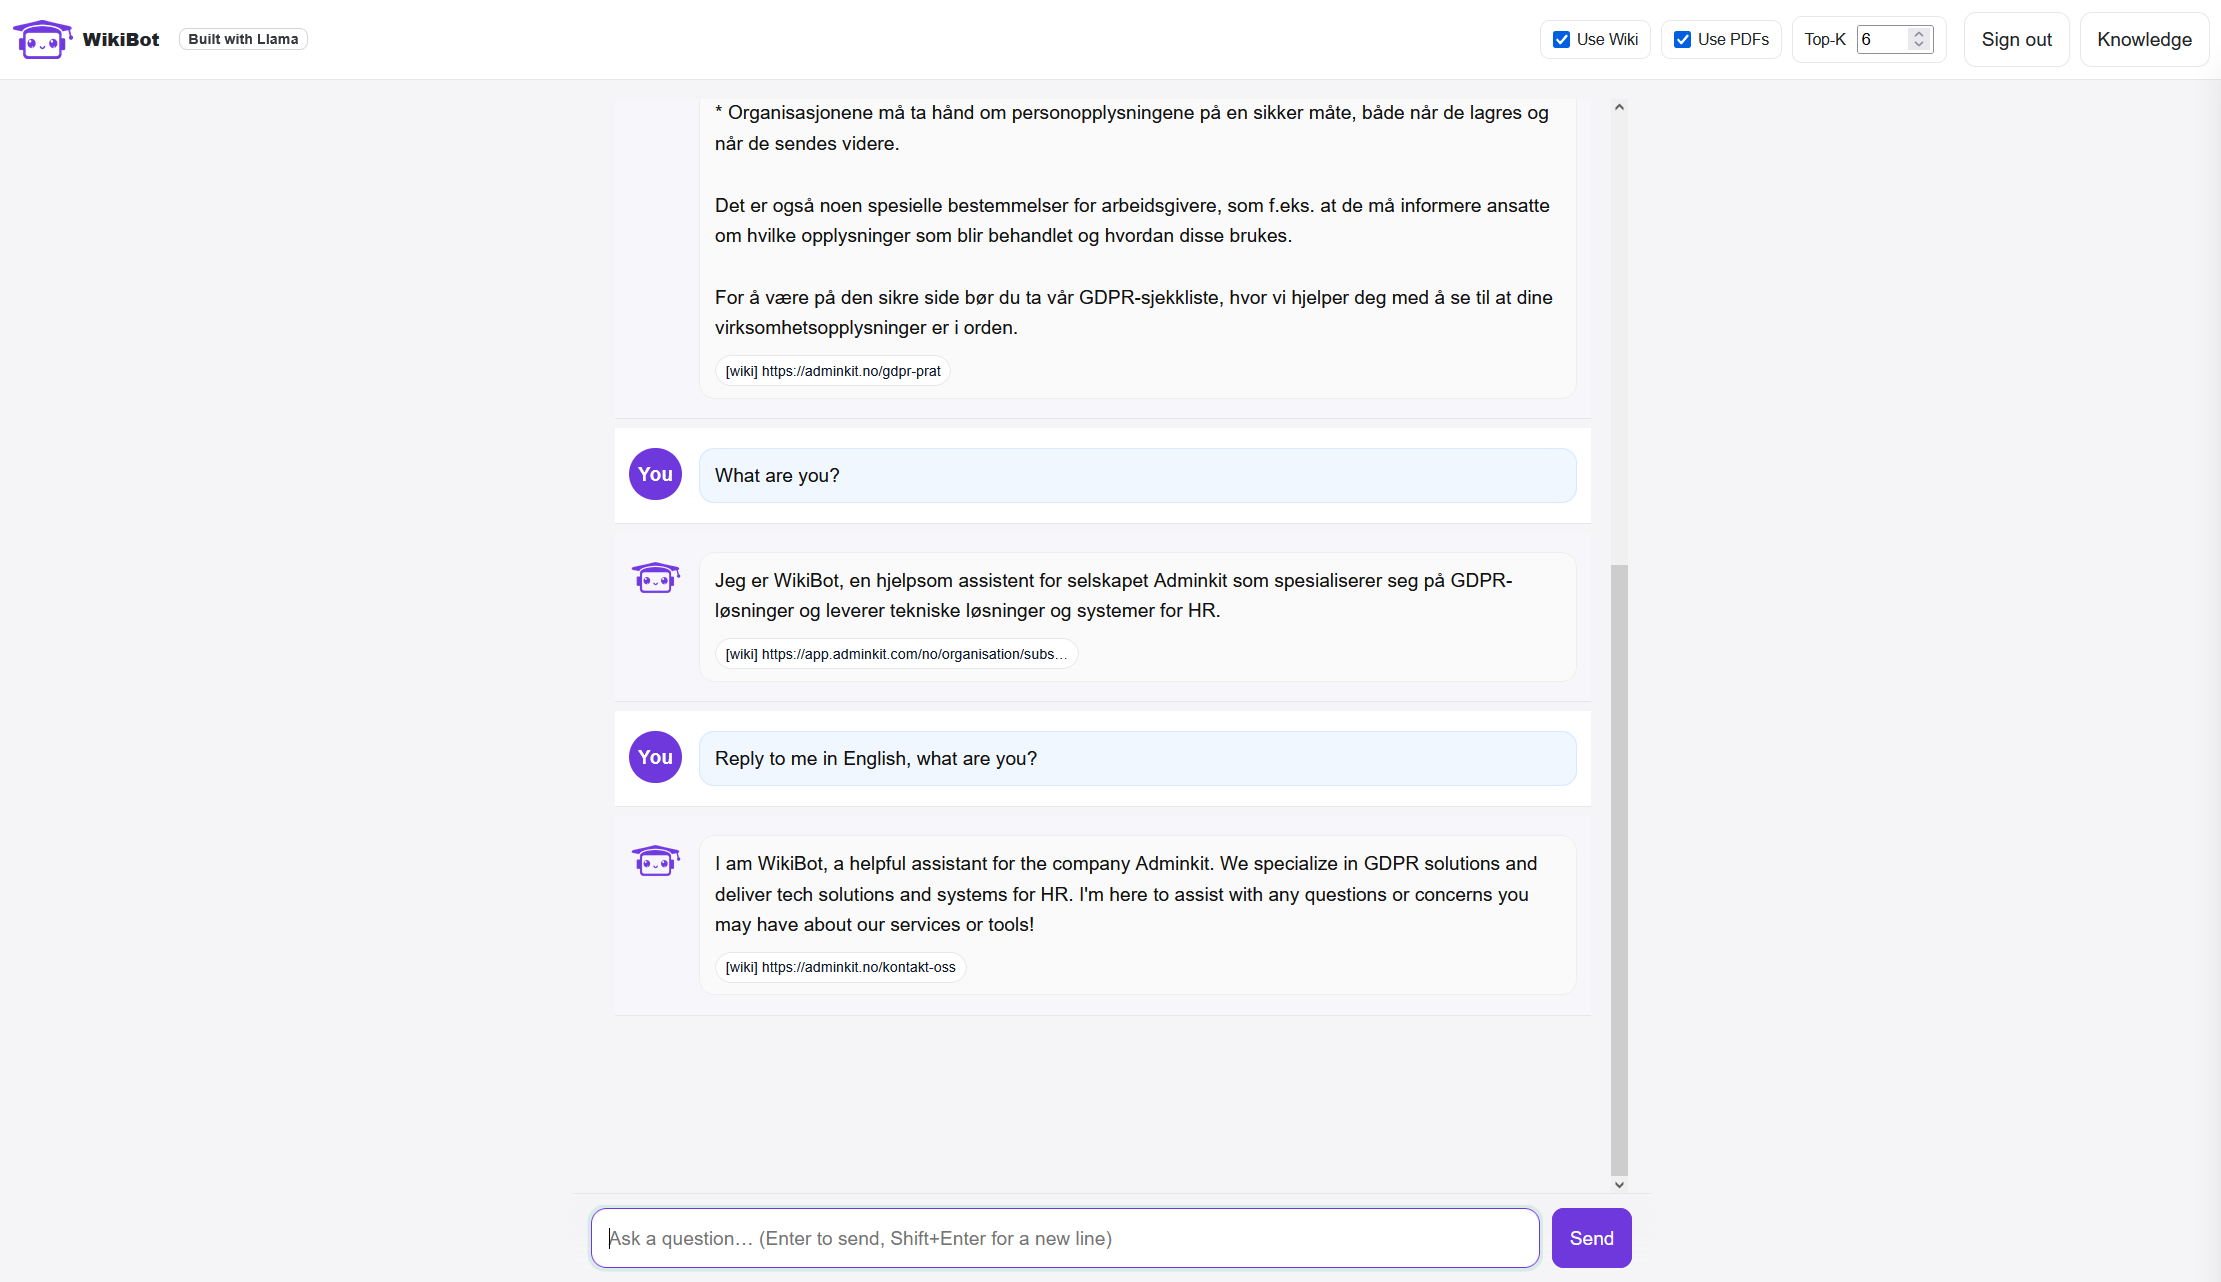 WikiBot
Built with Llama
Use Wiki
Use PDFs
Top-K
6
Sign out
Knowledge
* Organisasjonene må ta hånd om personopplysningene på en sikker måte, både når de lagres og
når de sendes videre.
Det er også noen spesielle bestemmelser for arbeidsgivere, som f.eks. at de må informere ansatte
om hvilke opplysninger som blir behandlet og hvordan disse brukes.
For å være på den sikre side bør du ta vår GDPR-sjekkliste, hvor vi hjelper deg med å se til at dine
virksomhetsopplysninger er i orden.
[wiki] https://adminkit.no/gdpr-prat
You
What are you?
Jeg er WikiBot, en hjelpsom assistent for selskapet Adminkit som spesialiserer seg på GDPR-
løsninger og leverer tekniske løsninger og systemer for HR.
[wiki] https://app.adminkit.com/no/organisation/subs…
You
Reply to me in English, what are you?
I am WikiBot, a helpful assistant for the company Adminkit. We specialize in GDPR solutions and
deliver tech solutions and systems for HR. I'm here to assist with any questions or concerns you
may have about our services or tools!
[wiki] https://adminkit.no/kontakt-oss
Ask a question… (Enter to send, Shift+Enter for a new line)
Send